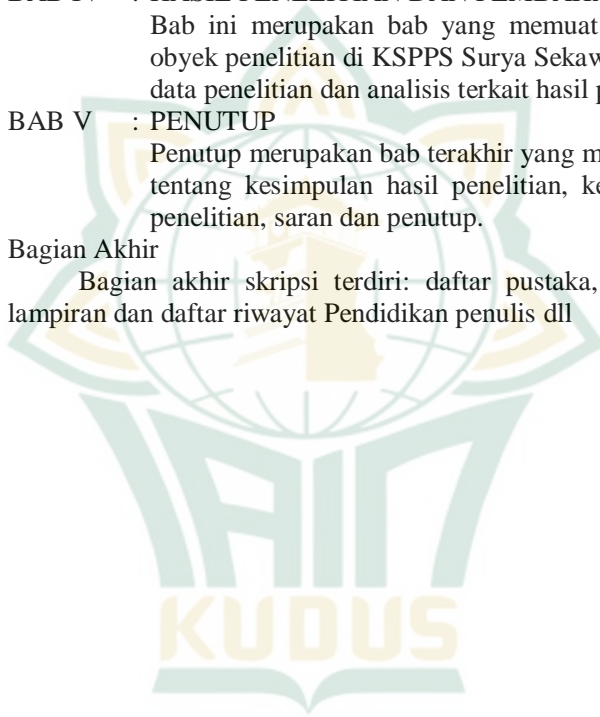 Bab ini merupakan bab yang memuat
obyek penelitian di KSPPS Surya
data penelitian dan analisis terkait hasil
BAB V : PENUTUP
Penutup merupakan bab terakhir yang
tentang kesimpulan hasil penelitian,
penelitian, saran dan penutup.
Bagian Akhir
Bagian akhir skripsi terdiri: daftar pustaka,
lampiran dan daftar riwayat Pendidikan penulis dll
IAIN
KUDUS